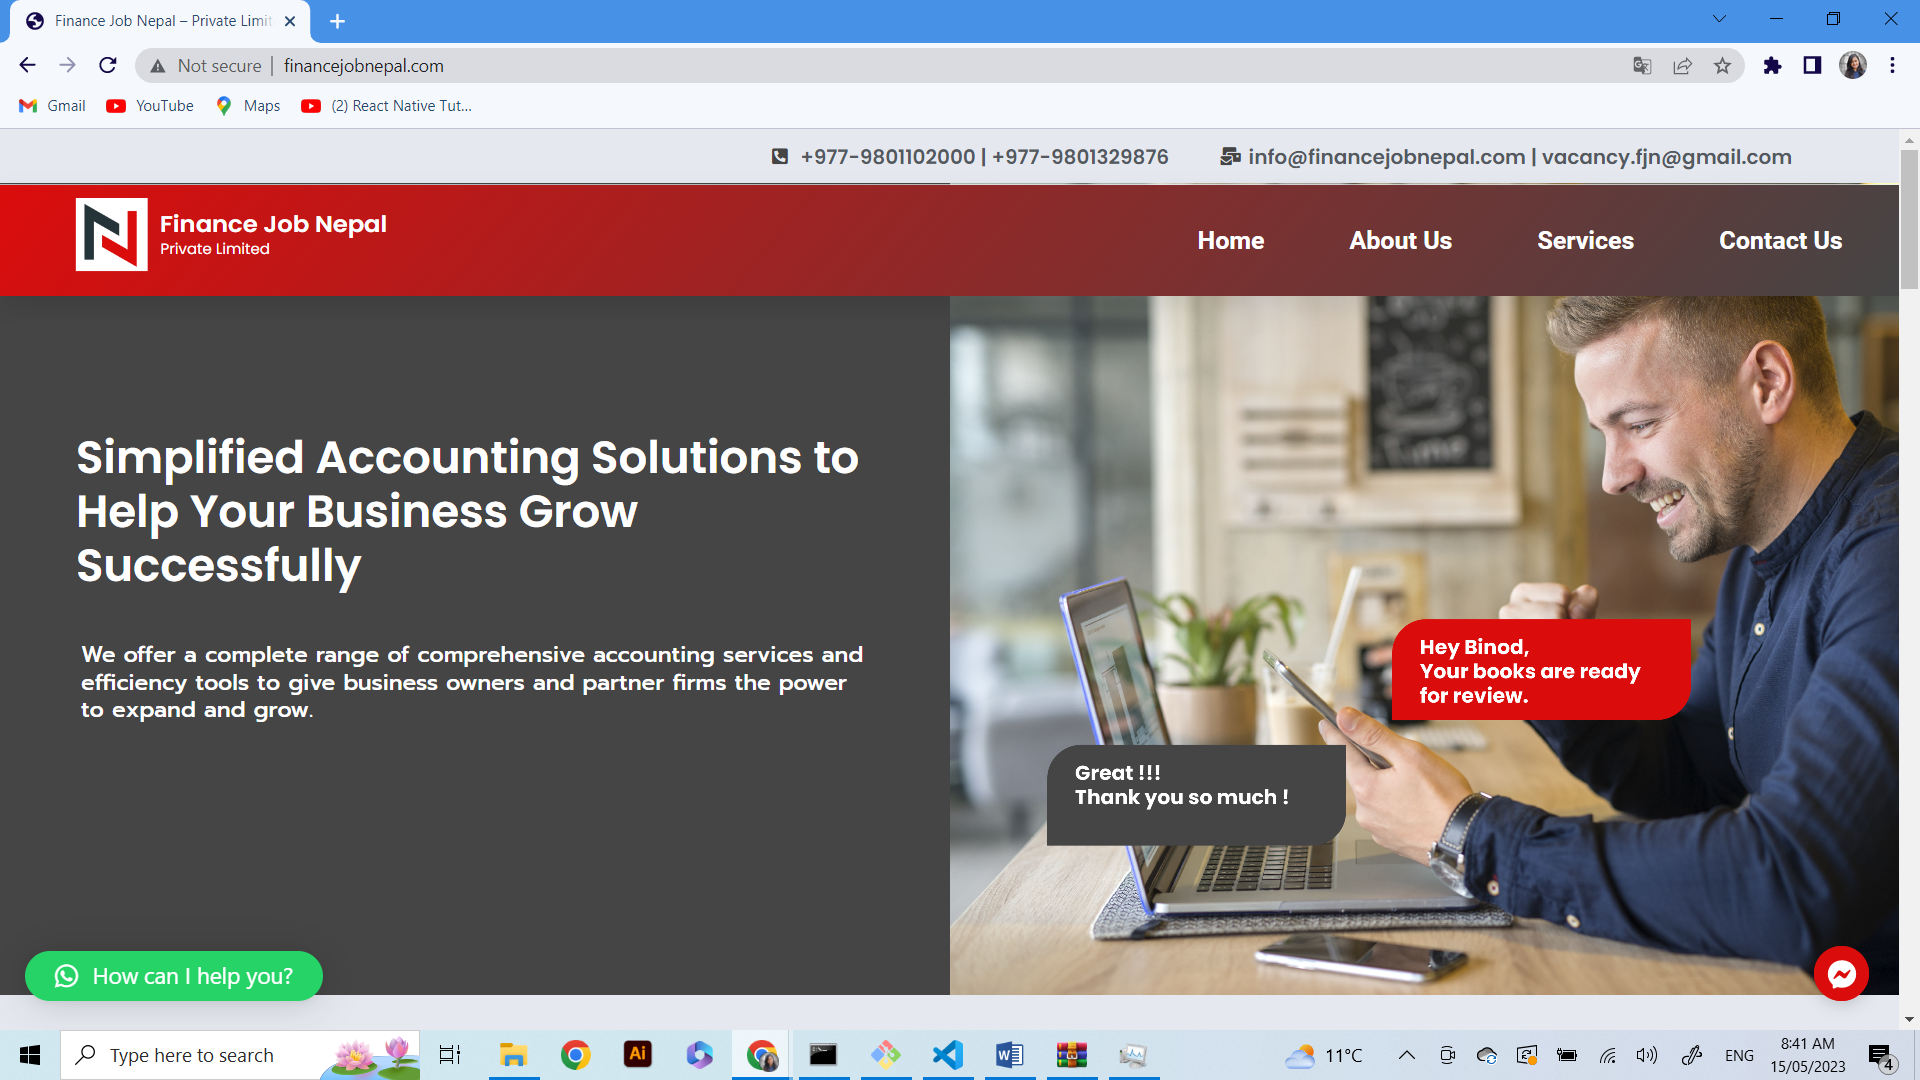 Finance Job Nepal – Private Limit
Not secure | financejobnepal.com
Gmail
YouTube
Maps
(2) React Native Tut...
+977-9801102000 | +977-9801329876
info@financejobnepal.com | vacancy.fjn@gmail.com
Finance Job Nepal
Private Limited
Home
About Us
Services
Contact Us
Simplified Accounting Solutions to
Help Your Business Grow
Successfully
We offer a complete range of comprehensive accounting services and
efficiency tools to give business owners and partner firms the power
to expand and grow.
Time
Hey Binod,
Your books are ready
for review.
Great !!!
Thank you so much !
How can I help you?
Type here to search
Ai
11°C
ENG
8:41 AM
15/05/2023
4